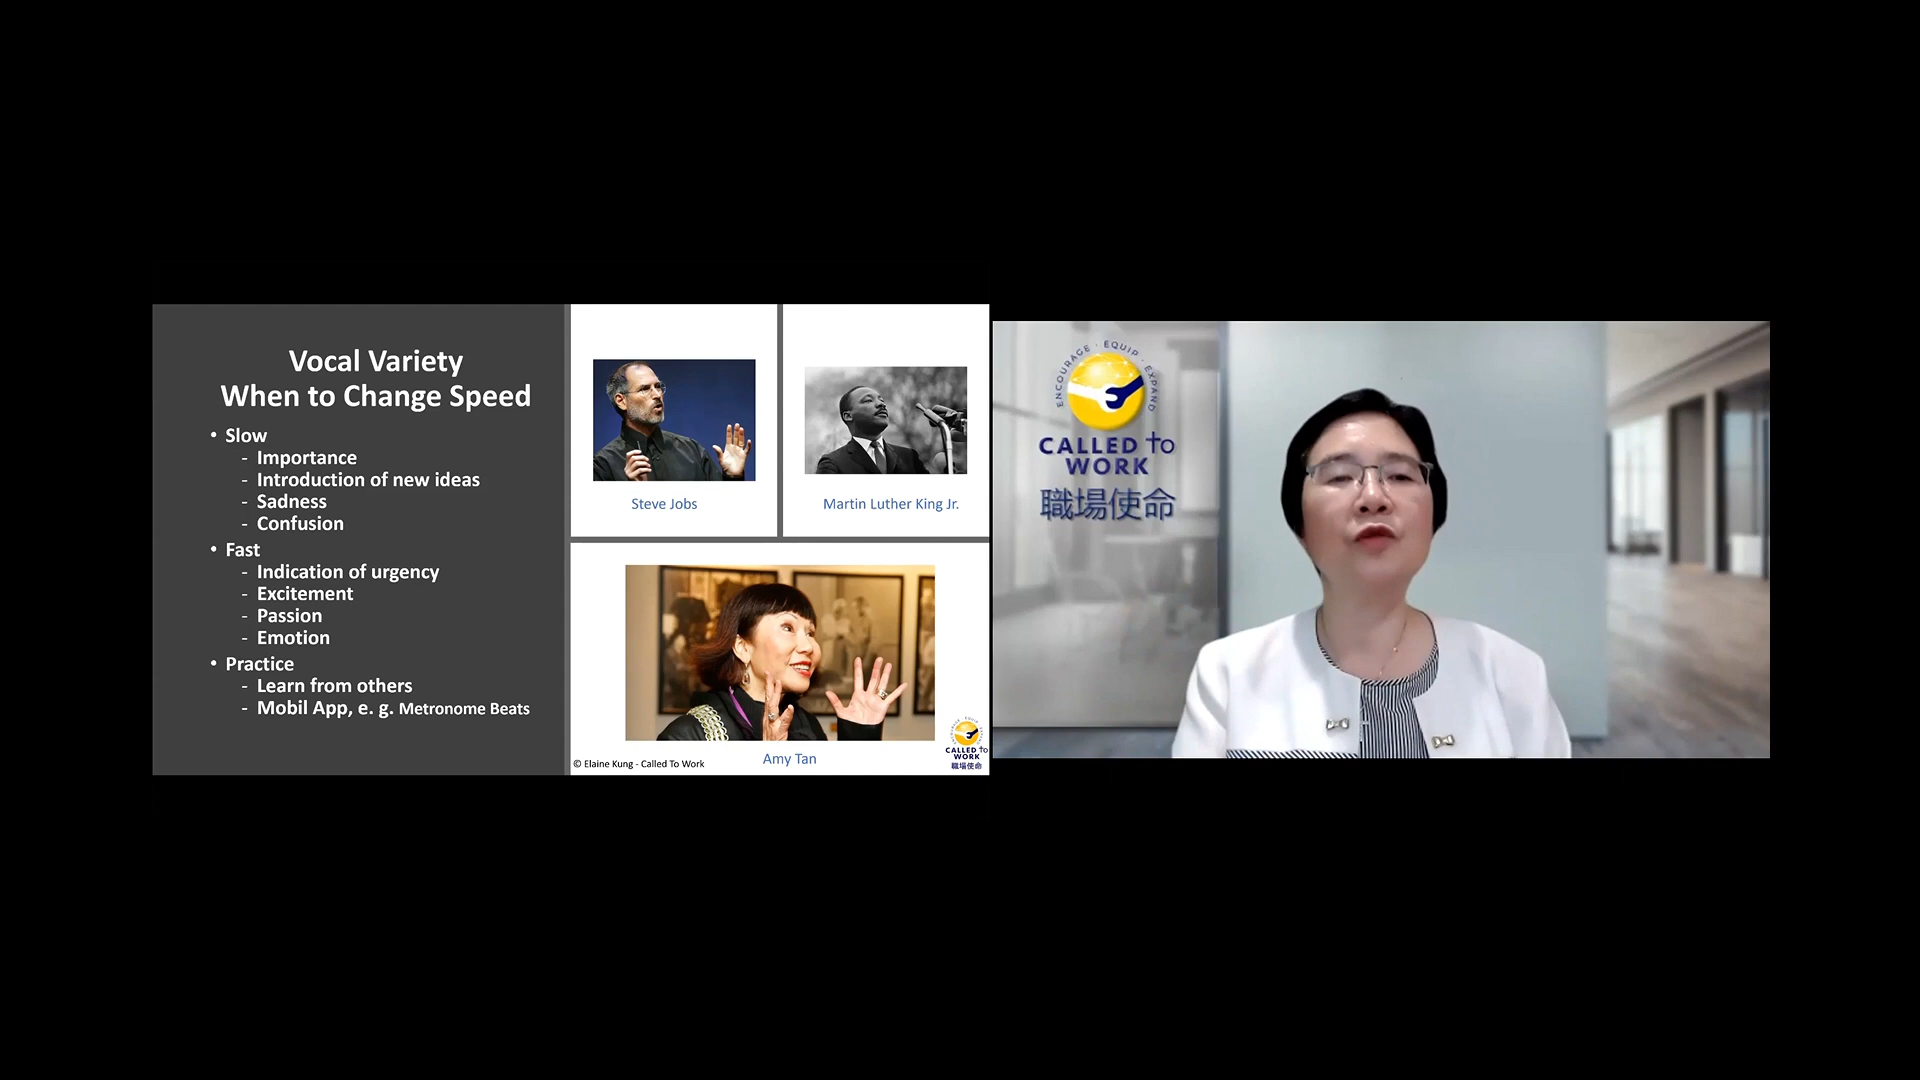 Vocal Variety
When to Change Speed
• Slow
- Importance
- Introduction of new ideas
- Sadness
- Confusion
• Fast
- Indication of urgency
- Excitement
- Passion
- Emotion
• Practice
- Learn from others
- Mobil App, e. g. Metronome Beats
Steve Jobs
Martin Luther King Jr.
Amy Tan
© Elaine Kung - Called To Work
CALLED to
WORK
職場使命
ENCOURAGE · EQUIP · EXPAND
CALLED to
WORK
職場使命